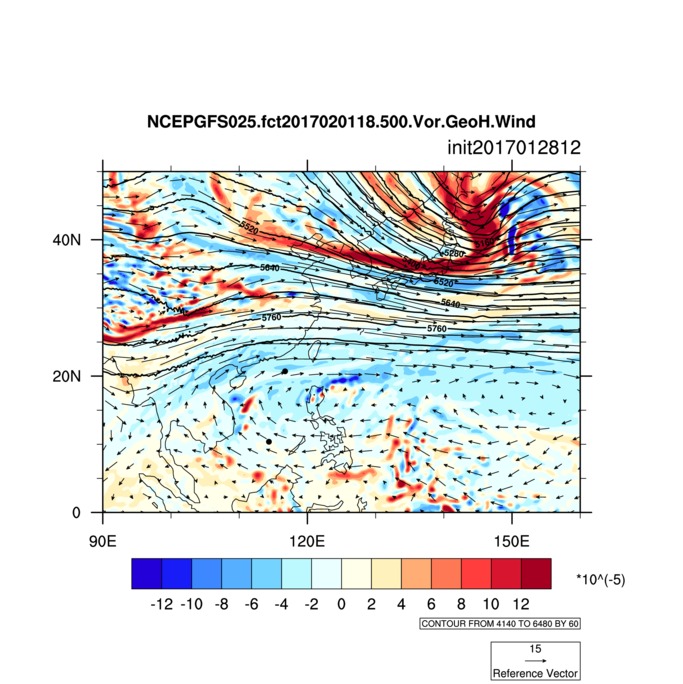 NCEPGFS025.fct2017020118.500.Vor.GeoH.Wind
init2017012812
5520
5160
40N
5280
5640
5520
5640
5760
5760
20N
0
90E 120E 150E
*10^(-5)
-12 -10 -8 -6 -4 -2 0 2 4 6 8 10 12
CONTOUR FROM 4140 TO 6480 BY 60
15
Reference Vector